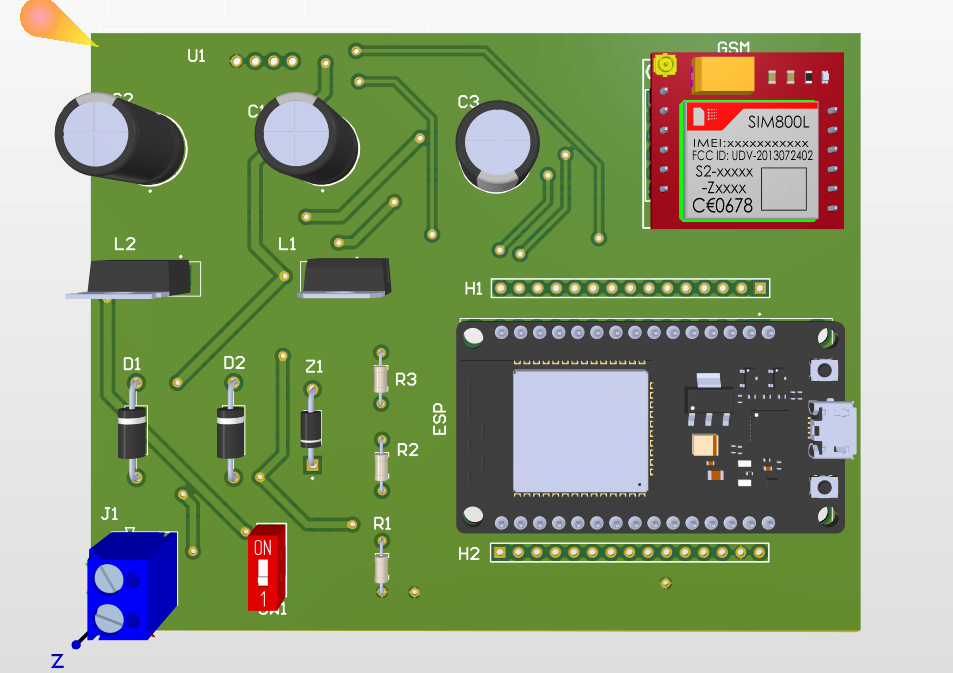 GSM
U1
C2
C1
C3
SIM800L
IMEI:xxxxxxxxxxx
FCC ID: UDV-2013072402
S2-xxxxx
-Zxxxx
C€0678
L2
L1
H1
D1
D2
Z1
R3
ESP
R2
J1
R1
ON
1
SW1
H2
Z